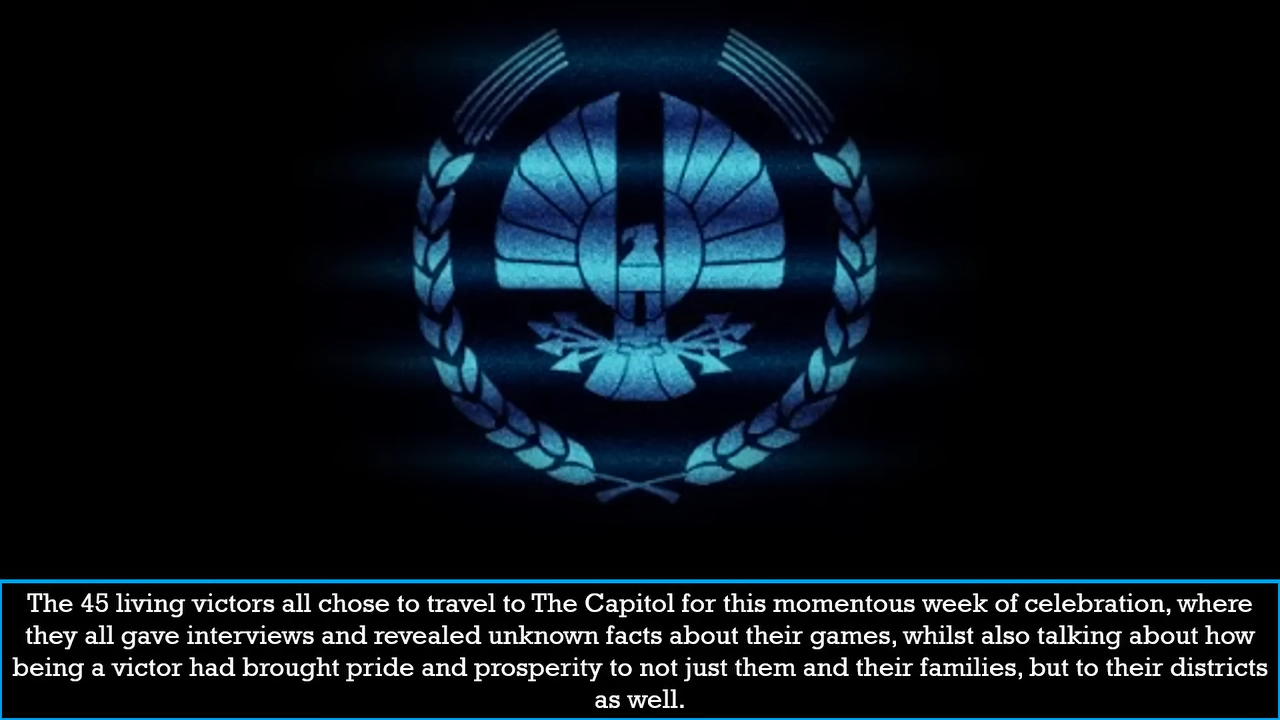 The 45 living victors all chose to travel to The Capitol for this momentous week of celebration, where
they all gave interviews and revealed unknown facts about their games, whilst also talking about how
being a victor had brought pride and prosperity to not just them and their families, but to their districts
as well.